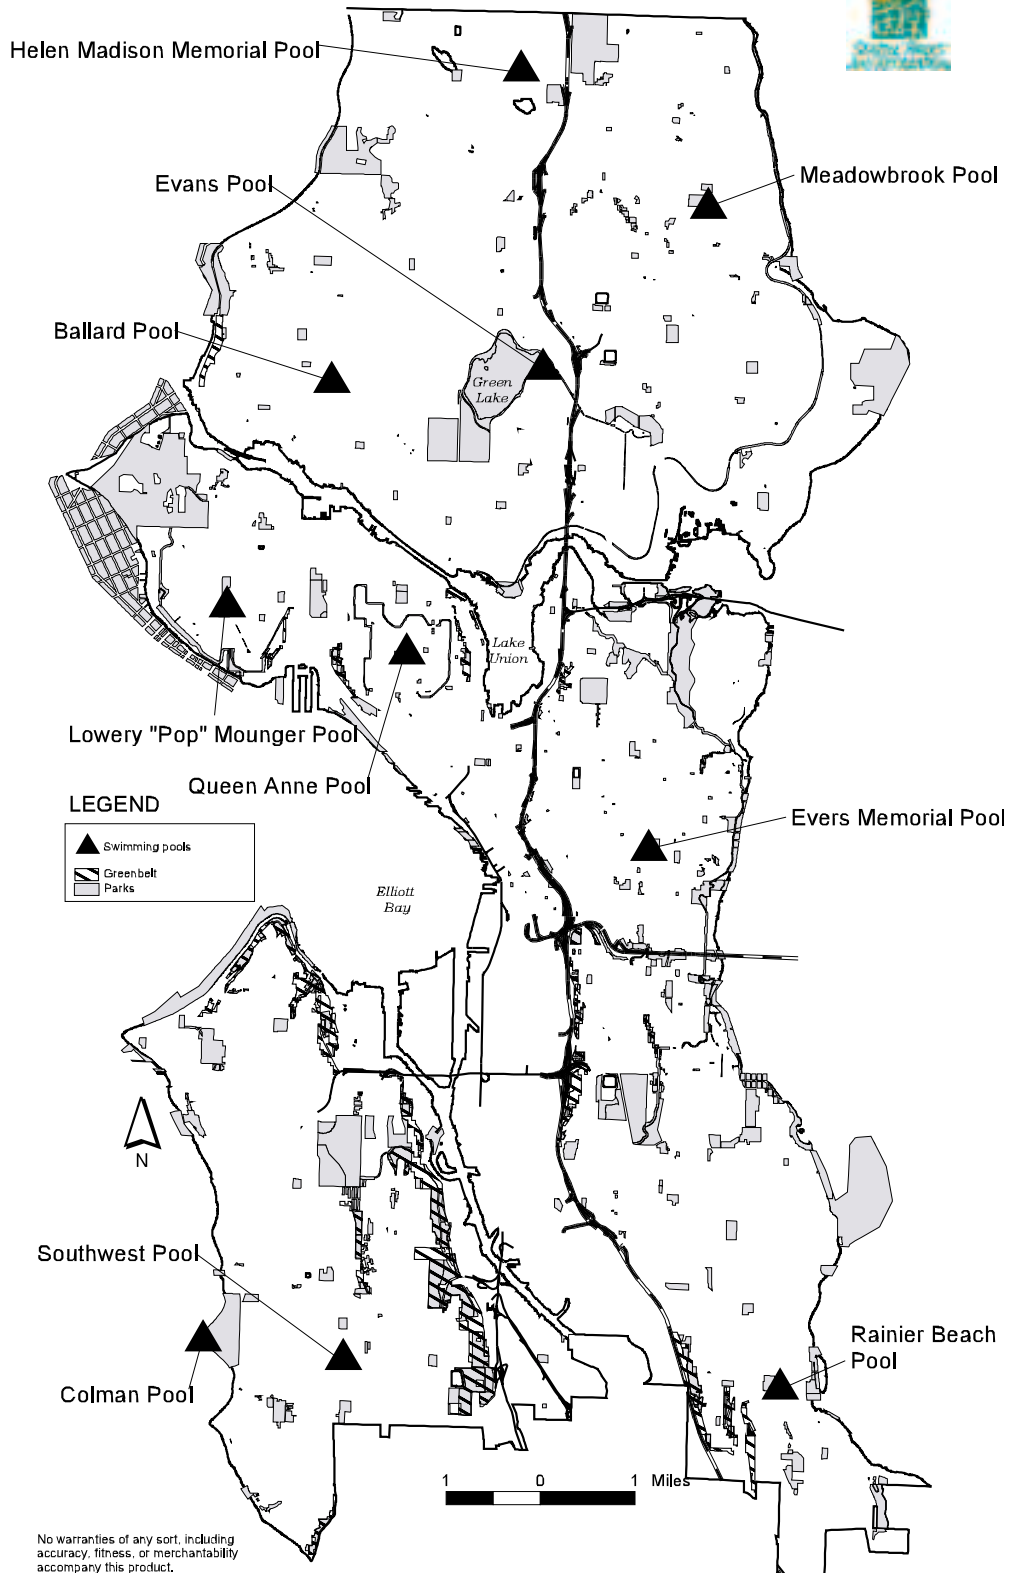 Helen Madison Memorial Pool
Evans Pool
Meadowbrook Pool
Ballard Pool
Green
Lake
Lake
Union
Lowery "Pop" Mounger Pool
Queen Anne Pool
LEGEND
Swimming pools
Greenbelt
Parks
Evers Memorial Pool
Elliott
Bay
N
Southwest Pool
Colman Pool
Rainier Beach
Pool
1 0 1 Miles
No warranties of any sort, including
accuracy, fitness, or merchantability
accompany this product.